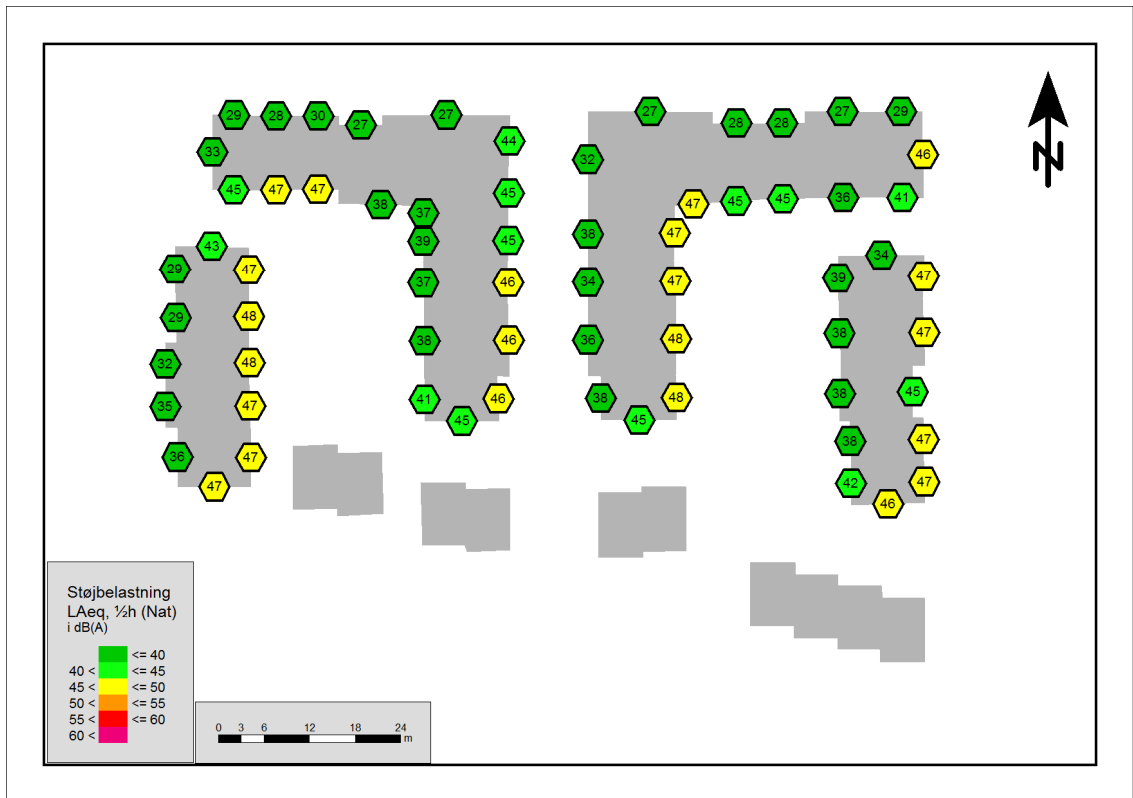 27 27 29
29 28 30 27 28 28
44
33 32 46
45 47 47 45 36 41
38 37 47 45 45
39 45 38 47
43 34
29 47 37 46 34 47 39 47
29 48 38 47
32 48 38 46 36 48
35 47 41 46 38 48 38 45
45 45
36 47 38 47
47 42 47
46
N
Støjbelastning
LAeq, ½h (Nat)
i dB(A)
<= 40
40 < <= 45
45 < <= 50
50 < <= 55
55 < <= 60
60 <
0 3 6 12 18 24
m